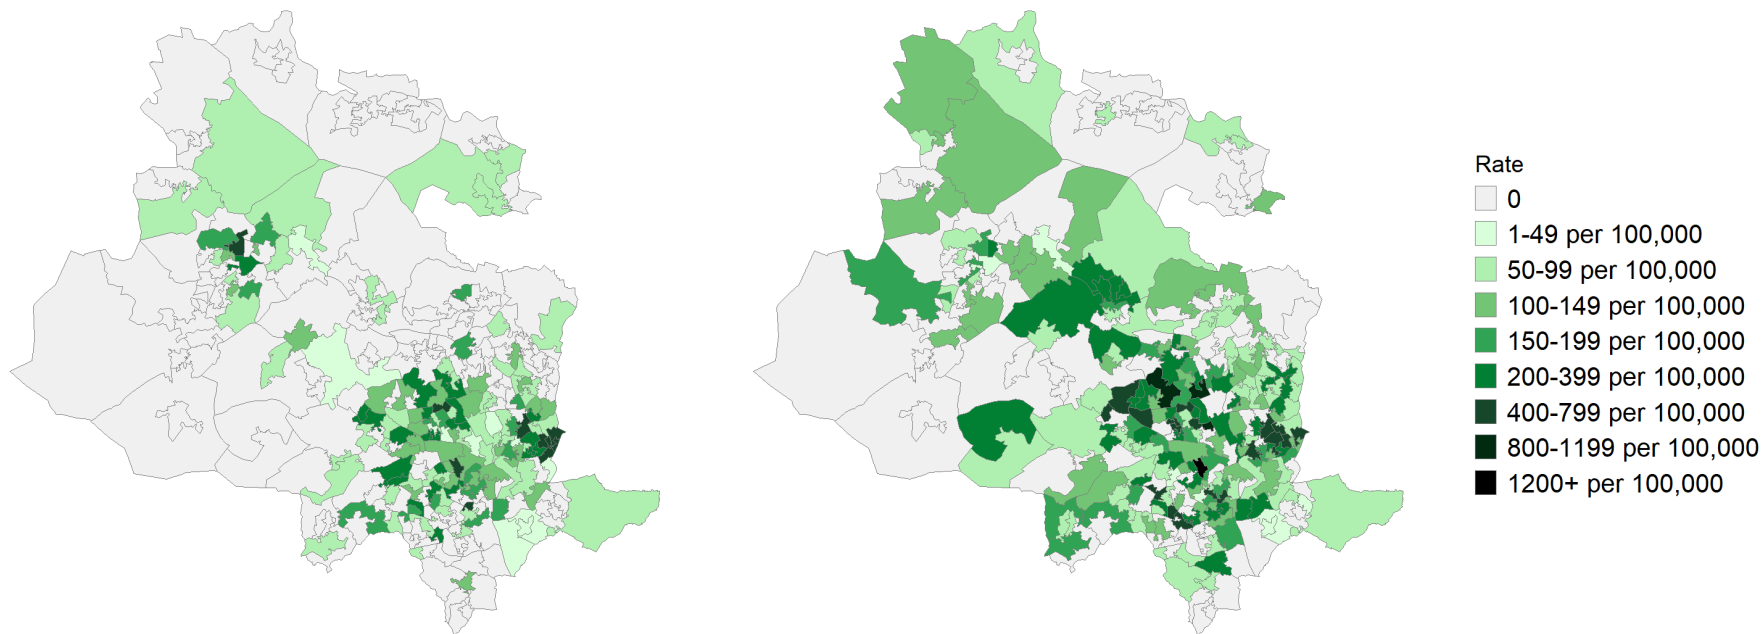 Rate
0
1-49 per 100,000
50-99 per 100,000
100-149 per 100,000
150-199 per 100,000
200-399 per 100,000
400-799 per 100,000
800-1199 per 100,000
1200+ per 100,000